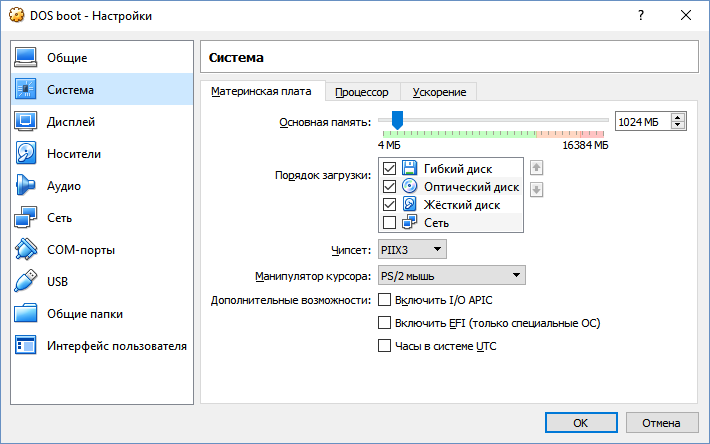 DOS boot - Настройки
?
Общие
Система
Дисплей
Носители
Аудио
Сеть
COM-порты
USB
Общие папки
Интерфейс пользователя
Система
Материнская плата Процессор Ускорение
Основная память: 1024 МБ
4 МБ 16384 МБ
Порядок загрузки: Гибкий диск
Оптический диск
Жёсткий диск
Сеть
Чипсет: PIIX3
Манипулятор курсора: PS/2 мышь
Дополнительные возможности: Включить I/O APIC
Включить EFI (только специальные ОС)
Часы в системе UTC
OK Отмена